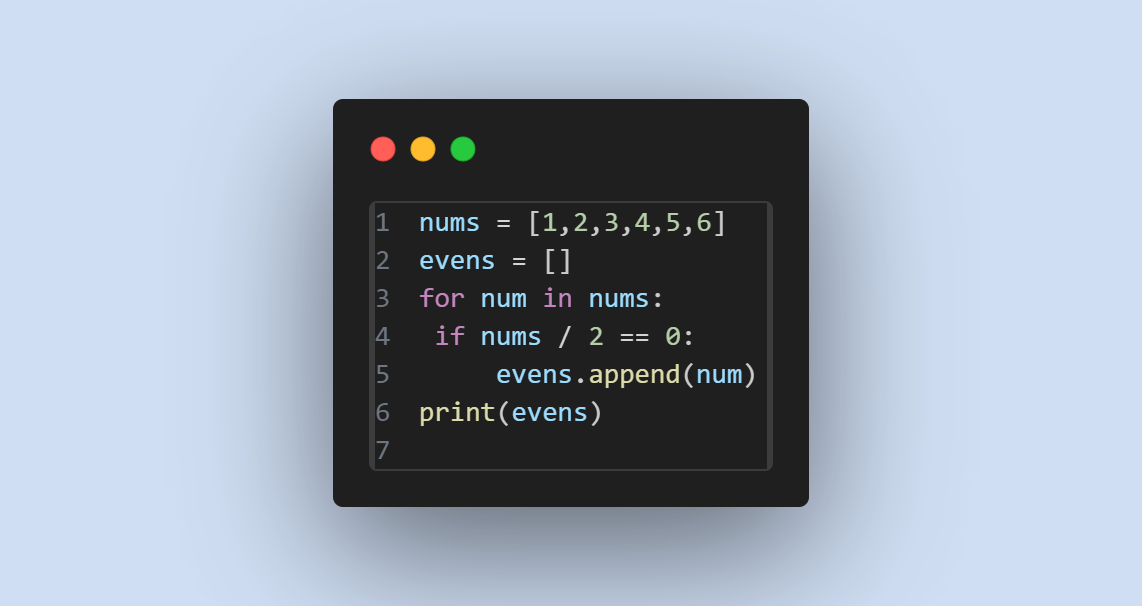 1 nums = [1,2,3,4,5,6]
2 evens = []
3 for num in nums:
4  if nums / 2 == 0:
5      evens.append(num)
6 print(evens)
7